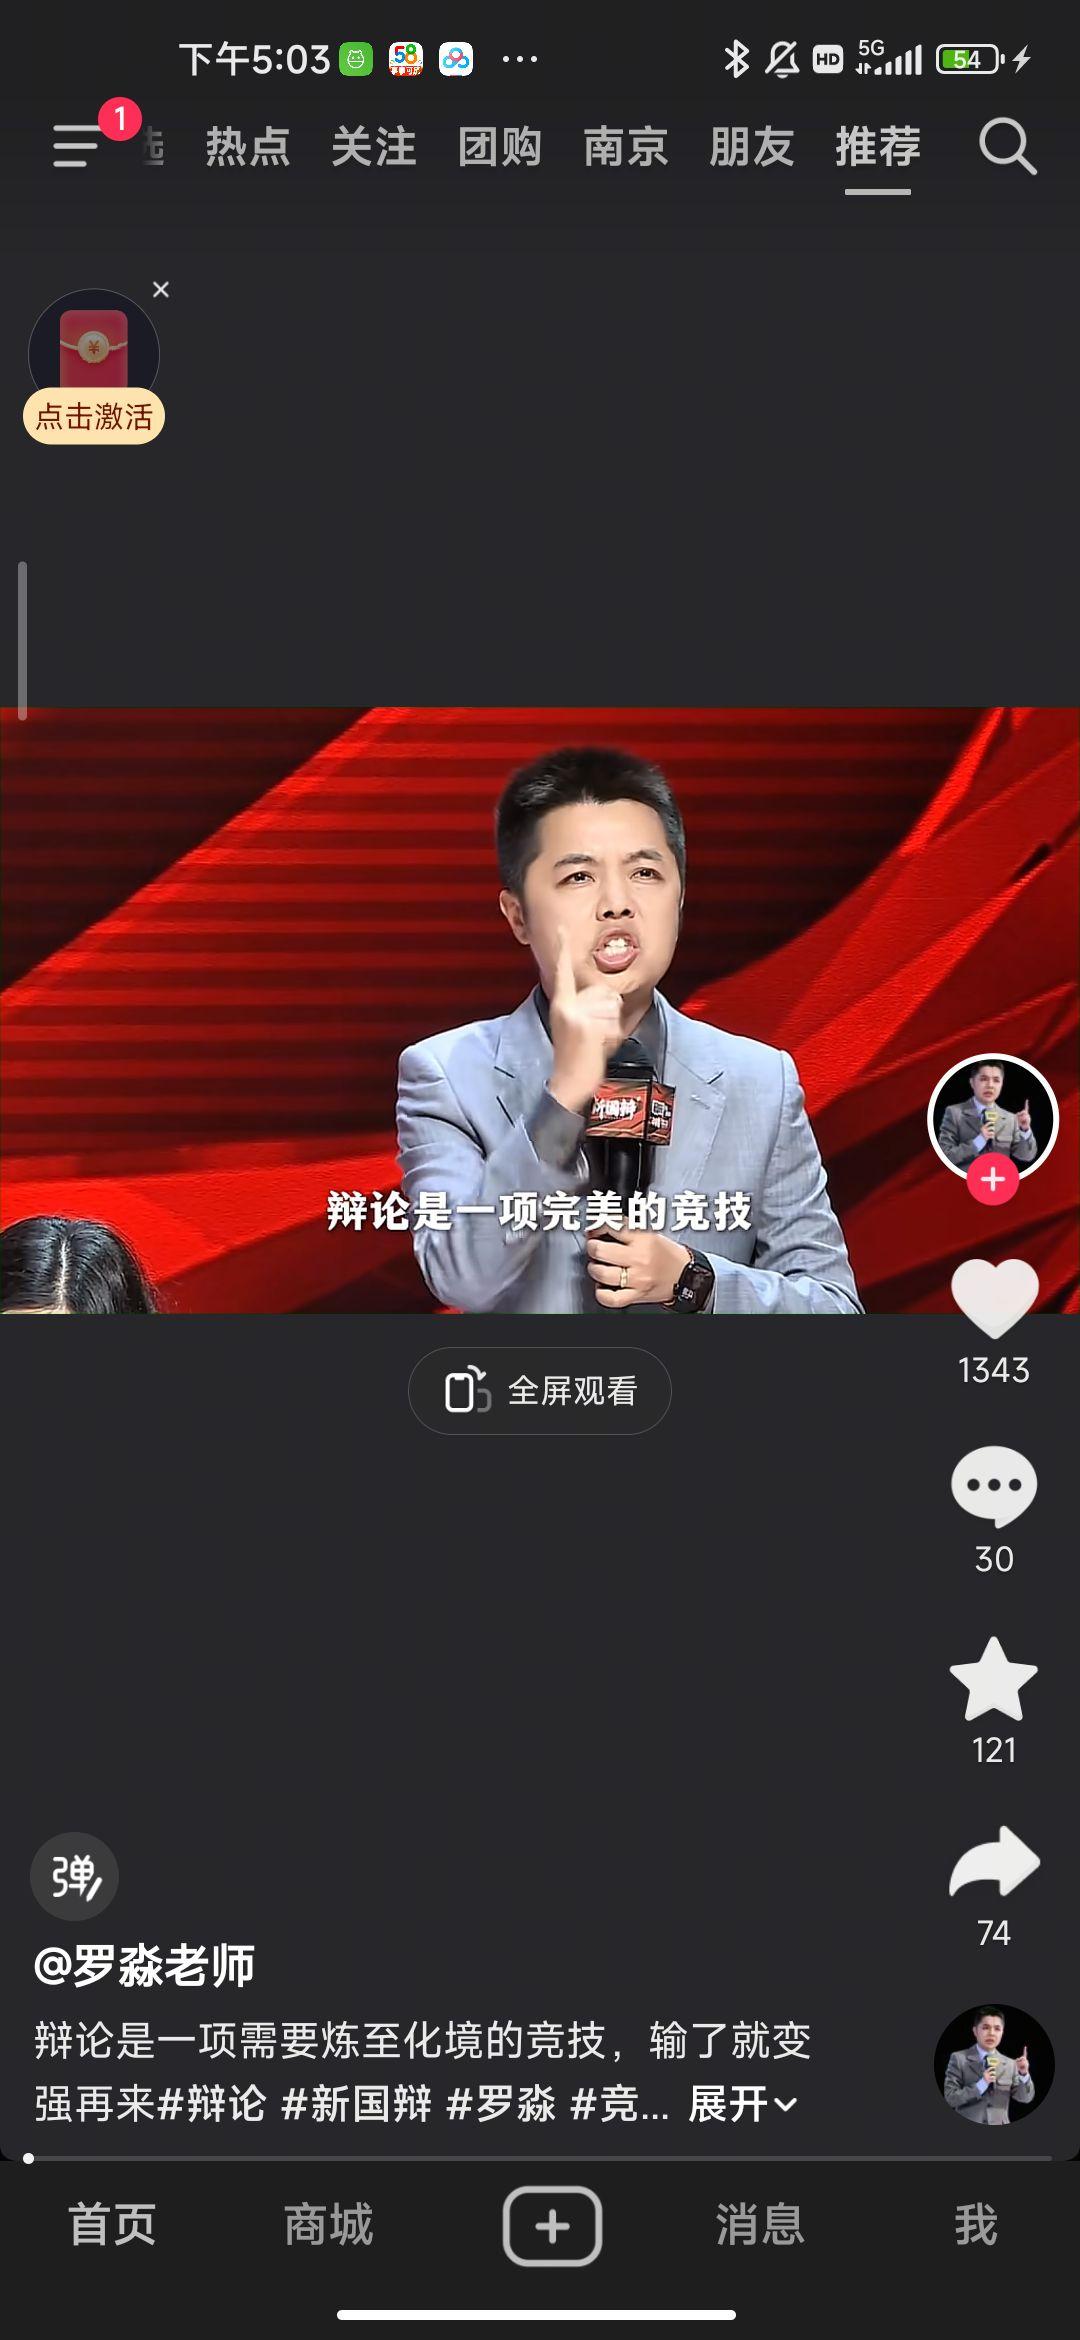 下午5:03
58
HD
5G
54
1
热点 关注 团购 南京 朋友 推荐
点击激活
新国辩
辩论是一项完美的竞技
全屏观看
1343
30
121
74
弹
@罗淼老师
辩论是一项需要炼至化境的竞技，输了就变
强再来#辩论 #新国辩 #罗淼 #竞... 展开
首页 商城 消息 我